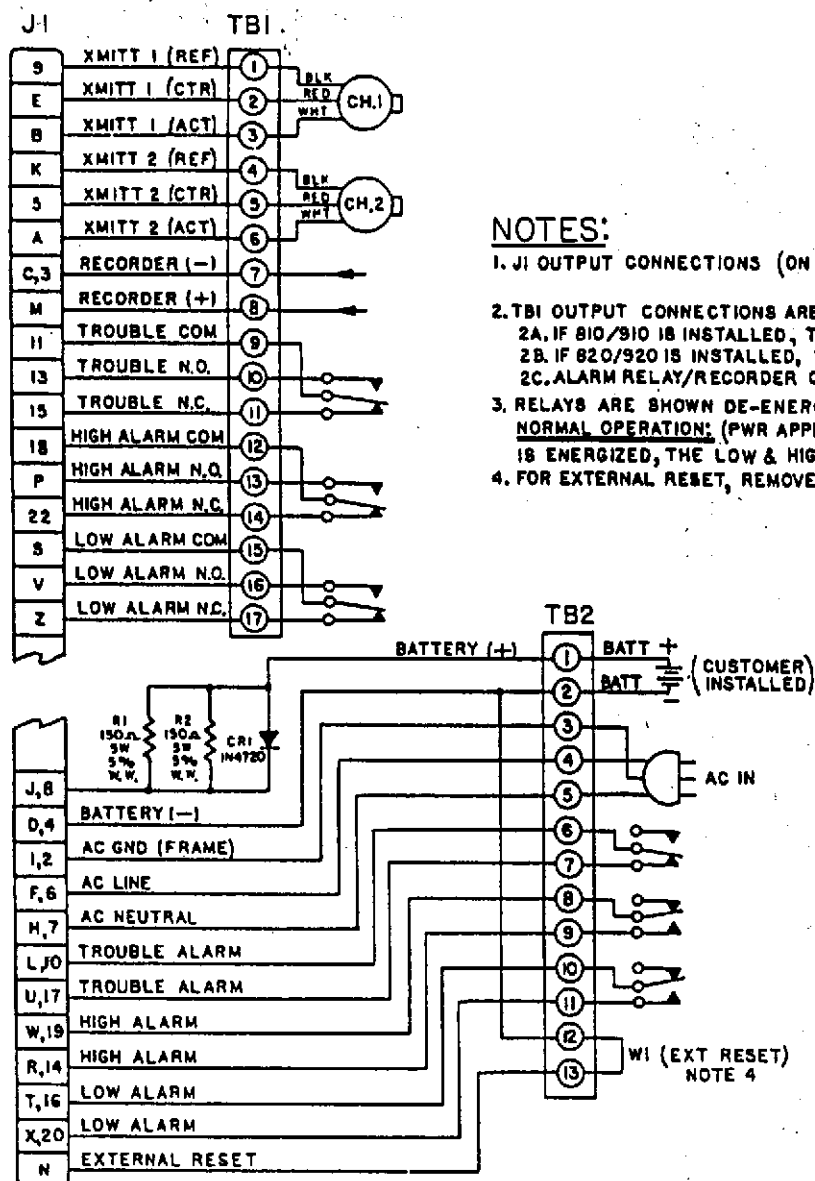 J1 TB1
9 XMITT 1 (REF) 1 BLK
E XMITT 1 (CTR) 2 RED CH.1
B XMITT 1 (ACT) 3 WHT
K XMITT 2 (REF) 4 BLK
5 XMITT 2 (CTR) 5 RED CH.2
A XMITT 2 (ACT) 6 WHT
C,3 RECORDER (-) 7
M RECORDER (+) 8
11 TROUBLE COM 9
13 TROUBLE N.O. 10
15 TROUBLE N.C. 11
18 HIGH ALARM COM 12
P HIGH ALARM N.O. 13
22 HIGH ALARM N.C. 14
S LOW ALARM COM 15
V LOW ALARM N.O. 16
Z LOW ALARM N.C. 17
NOTES:
1. J1 OUTPUT CONNECTIONS (ON
2. TB1 OUTPUT CONNECTIONS ARE
2A. IF 810/910 IS INSTALLED, T
2B. IF 820/920 IS INSTALLED,
2C. ALARM RELAY/RECORDER
3. RELAYS ARE SHOWN DE-ENER
NORMAL OPERATION: (PWR APP
IS ENERGIZED, THE LOW & HIG
4. FOR EXTERNAL RESET, REMOVE
TB2
BATTERY (+) 1 BATT +
2 BATT -
(CUSTOMER INSTALLED)
R1 150Ω 5W 5% W.W.
R2 150Ω 5W 5% W.W.
CR1 1N4720
3
4
5
AC IN
J,8
D,4 BATTERY (-)
I,2 AC GND (FRAME)
F,6 AC LINE
H,7 AC NEUTRAL
L,10 TROUBLE ALARM
U,17 TROUBLE ALARM
W,19 HIGH ALARM
R,14 HIGH ALARM
T,16 LOW ALARM
X,20 LOW ALARM
N EXTERNAL RESET
6
7
8
9
10
11
12
13
W1 (EXT RESET)
NOTE 4